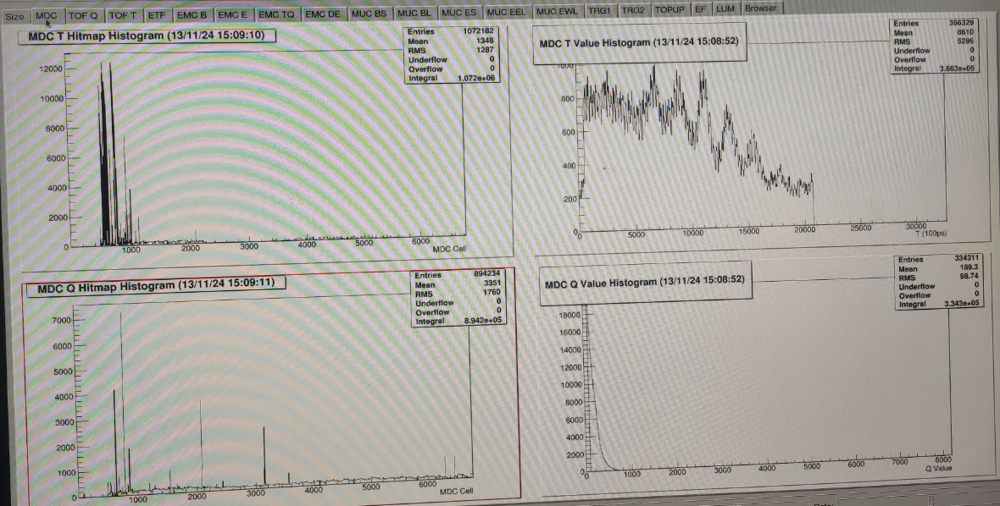 Size MDC TOF Q TOF T ETF EMC B EMC E EMC TQ EMC DE MUC BS MUC BL MUC ES MUC EEL MUC EWL TRG1 TRG2 TOPUP EF LUM Browser
MDC T Hitmap Histogram (13/11/24 15:09:10)
Entries 1072182
Mean 1348
RMS 1287
Underflow 0
Overflow 0
Integral 1.072e+06
12000
10000
8000
6000
4000
2000
0
1000 2000 3000 4000 5000 6000
MDC Cell
MDC T Value Histogram (13/11/24 15:08:52)
Entries 366329
Mean 8610
RMS 5296
Underflow 0
Overflow 0
Integral 3.663e+05
1000
800
600
400
200
0
0 5000 10000 15000 20000 25000 30000
T (100ps)
MDC Q Hitmap Histogram (13/11/24 15:09:11)
Entries 894234
Mean 3351
RMS 1760
Underflow 0
Overflow 0
Integral 8.942e+05
7000
6000
5000
4000
3000
2000
1000
0
1000 2000 3000 4000 5000 6000
MDC Cell
MDC Q Value Histogram (13/11/24 15:08:52)
Entries 334311
Mean 189.3
RMS 98.74
Underflow 0
Overflow 0
Integral 3.343e+05
18000
16000
14000
12000
10000
8000
6000
4000
2000
0
0 1000 2000 3000 4000 5000 6000 7000 8000
Q Value